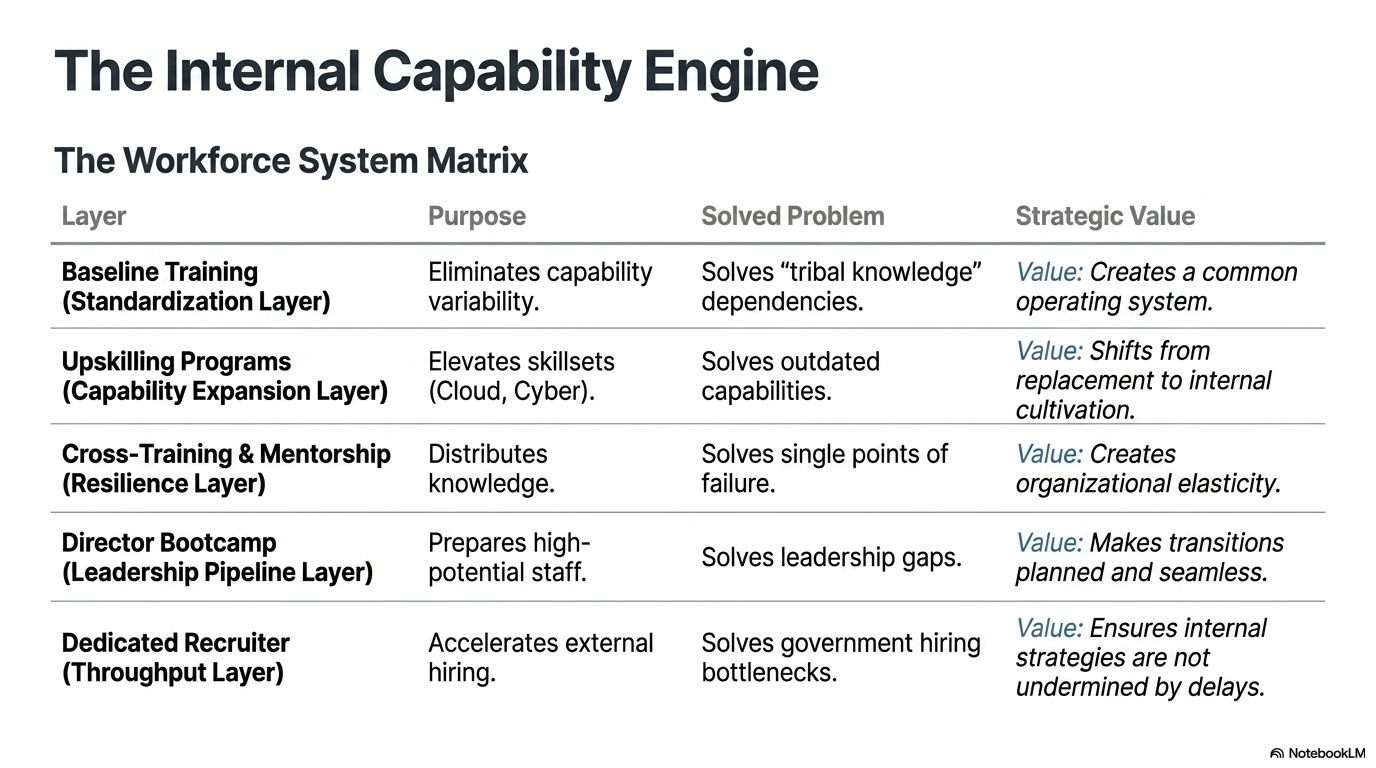 The Internal Capability Engine
The Workforce System Matrix
Layer
Purpose
Solved Problem
Strategic Value
Baseline Training
(Standardization Layer)
Eliminates capability
variability.
Solves “tribal knowledge”
dependencies.
Value: Creates a common
operating system.
Upskilling Programs
(Capability Expansion Layer)
Elevates skillsets
(Cloud, Cyber).
Solves outdated
capabilities.
Value: Shifts from
replacement to internal
cultivation.
Cross-Training & Mentorship
(Resilience Layer)
Distributes
knowledge.
Solves single points of
failure.
Value: Creates
organizational elasticity.
Director Bootcamp
(Leadership Pipeline Layer)
Prepares high-
potential staff.
Solves leadership gaps.
Value: Makes transitions
planned and seamless.
Dedicated Recruiter
(Throughput Layer)
Accelerates external
hiring.
Solves government hiring
bottlenecks.
Value: Ensures internal
strategies are not
undermined by delays.
NotebookLM